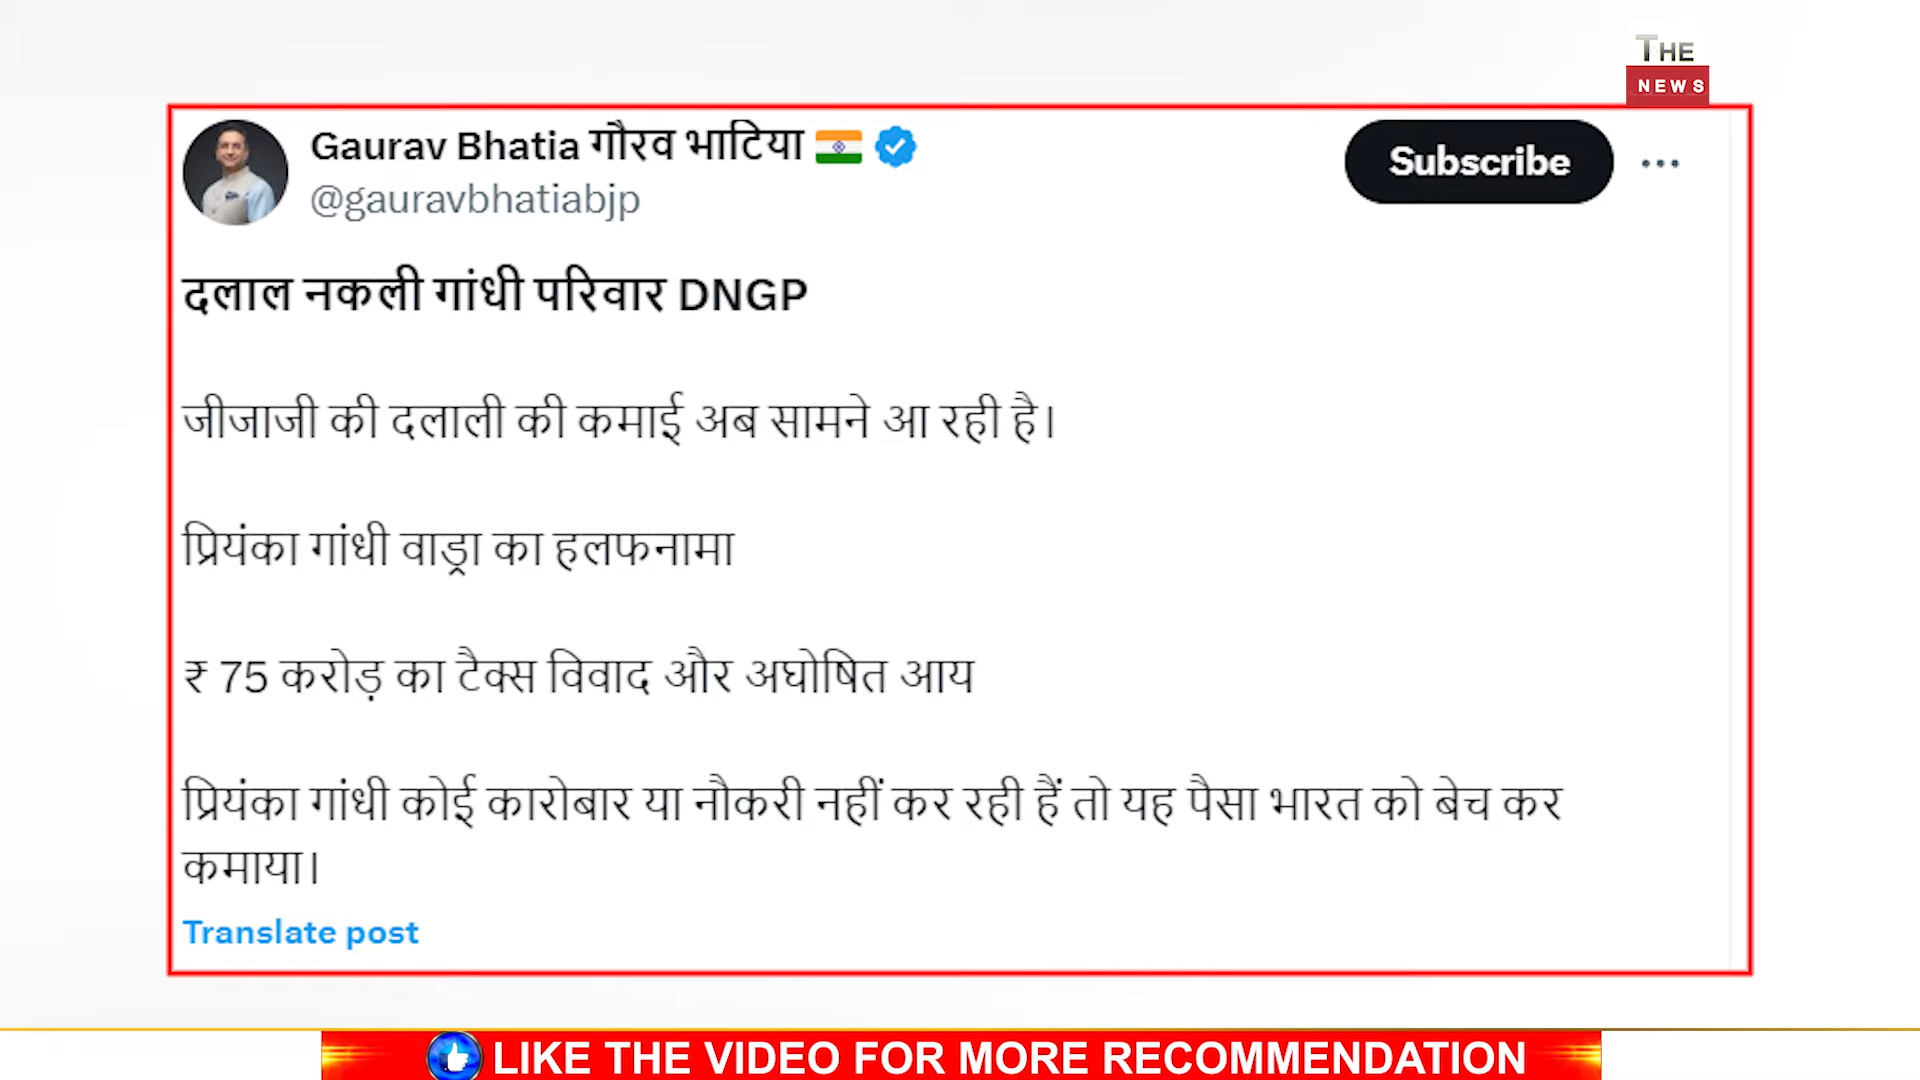 THE
NEWS
Gaurav Bhatia गौरव भाटिया
@gauravbhatiabjp
Subscribe
दलाल नकली गांधी परिवार DNGP
जीजाजी की दलाली की कमाई अब सामने आ रही है।
प्रियंका गांधी वाड्रा का हलफनामा
₹ 75 करोड़ का टैक्स विवाद और अघोषित आय
प्रियंका गांधी कोई कारोबार या नौकरी नहीं कर रही हैं तो यह पैसा भारत को बेच कर
कमाया।
Translate post
LIKE THE VIDEO FOR MORE RECOMMENDATION